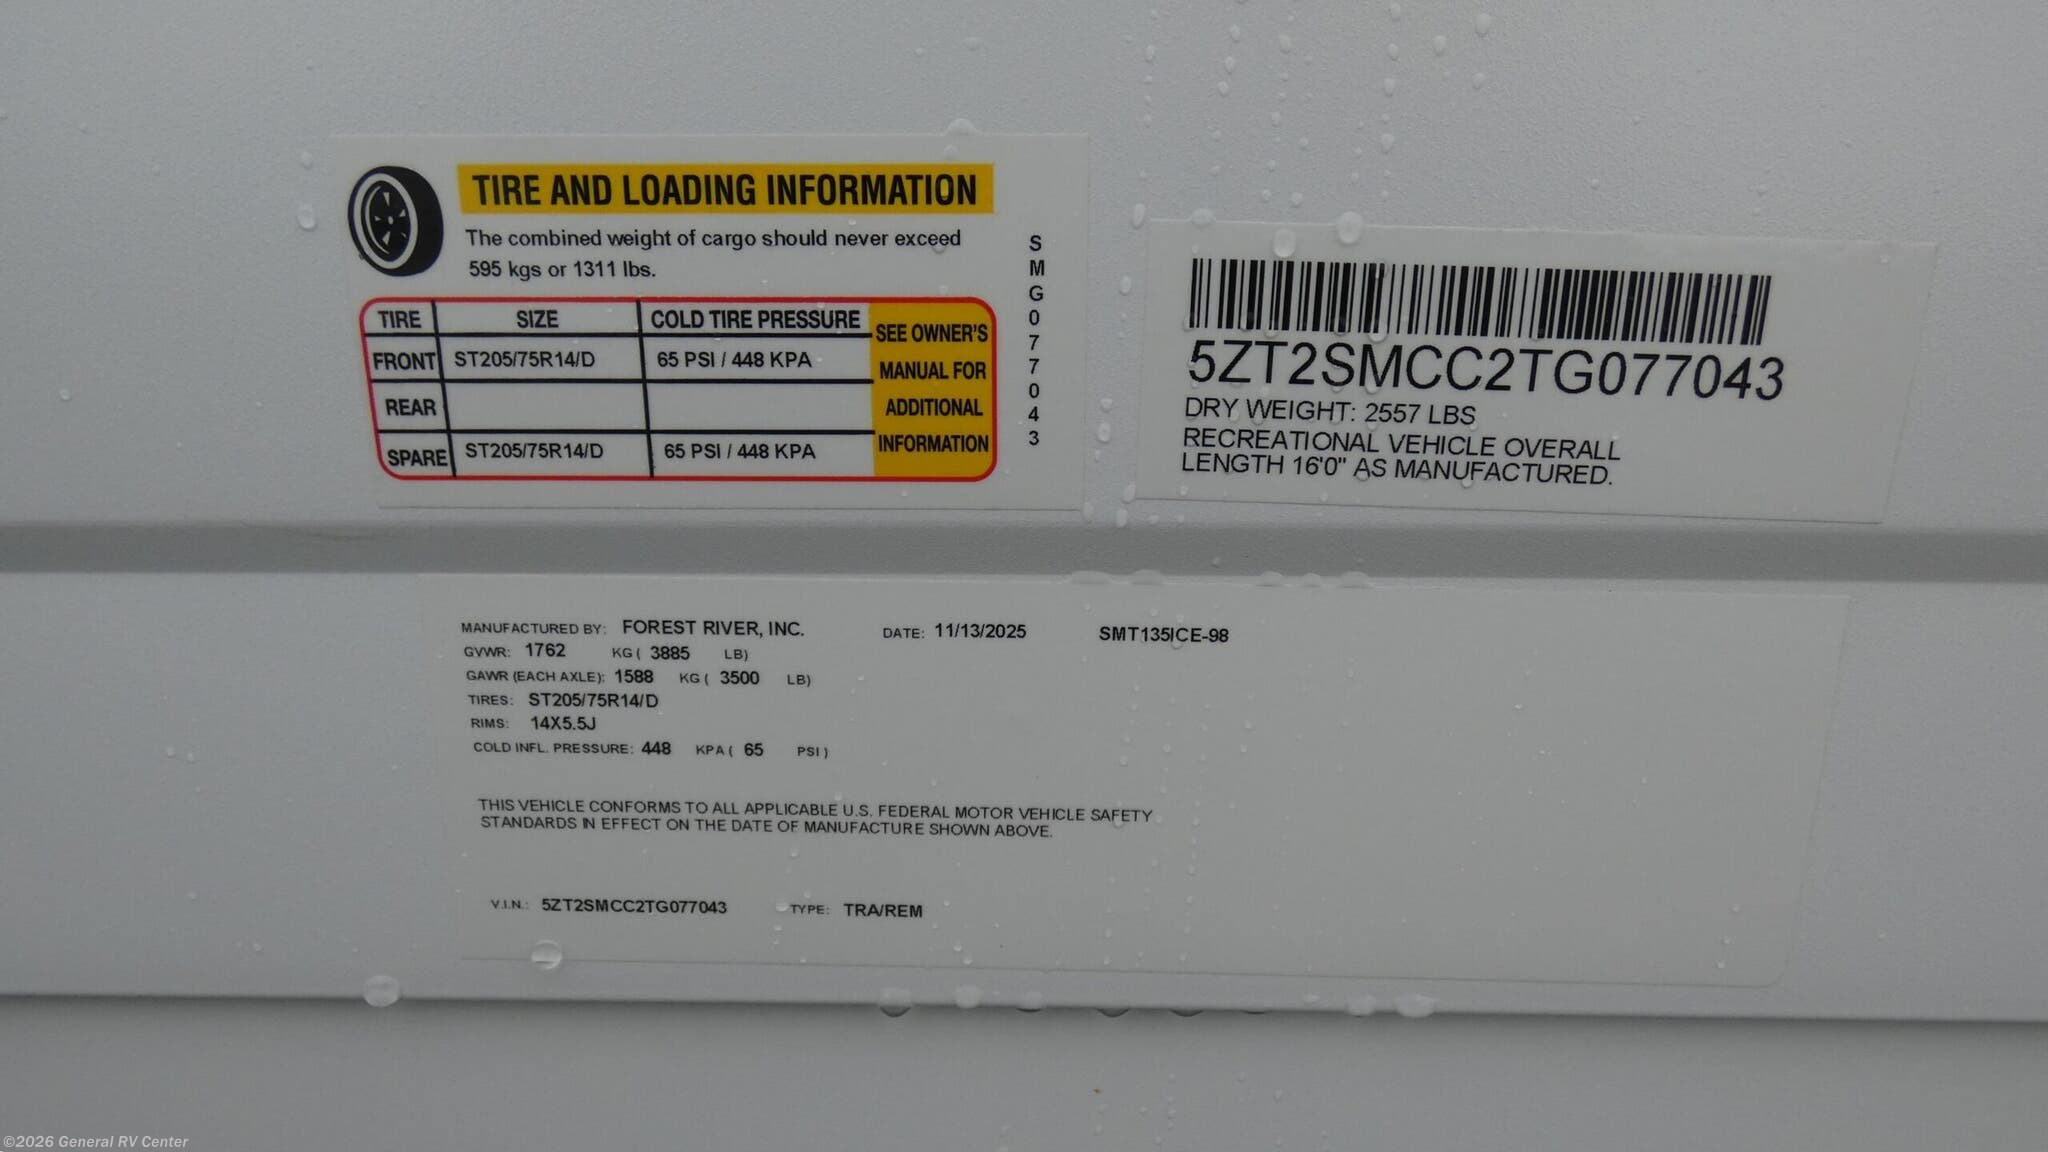 TIRE AND LOADING INFORMATION
The combined weight of cargo should never exceed
595 kgs or 1311 lbs.
TIRE SIZE COLD TIRE PRESSURE
FRONT ST205/75R14/D 65 PSI / 448 KPA
REAR
SPARE ST205/75R14/D 65 PSI / 448 KPA
SEE OWNER'S
MANUAL FOR
ADDITIONAL
INFORMATION
SMG077043
5ZT2SMCC2TG077043
DRY WEIGHT: 2557 LBS
RECREATIONAL VEHICLE OVERALL
LENGTH 16'0" AS MANUFACTURED.
MANUFACTURED BY: FOREST RIVER, INC. DATE: 11/13/2025 SMT135ICE-98
GVWR: 1762 KG ( 3885 LB)
GAWR (EACH AXLE): 1588 KG ( 3500 LB)
TIRES: ST205/75R14/D
RIMS: 14X5.5J
COLD INFL. PRESSURE: 448 KPA ( 65 PSI )
THIS VEHICLE CONFORMS TO ALL APPLICABLE U.S. FEDERAL MOTOR VEHICLE SAFETY
STANDARDS IN EFFECT ON THE DATE OF MANUFACTURE SHOWN ABOVE.
V.I.N.: 5ZT2SMCC2TG077043 TYPE: TRA/REM
©2026 General RV Center